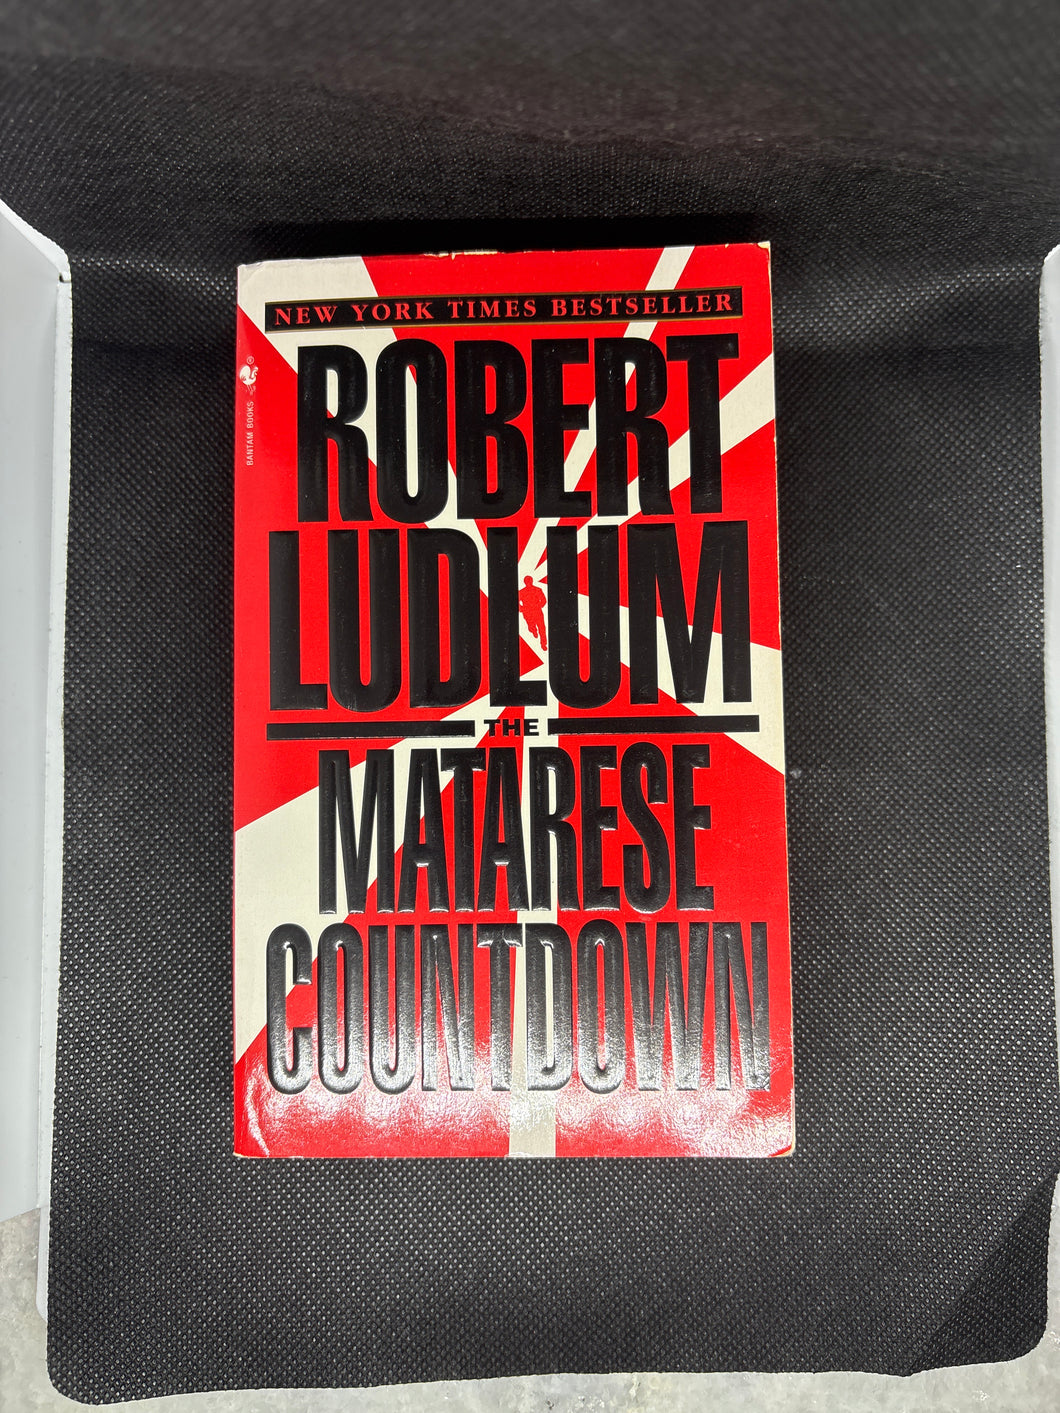 NEW YORK TIMES BESTSELLER
BANTAM BOOKS
ROBERT
LUDLUM
THE
MATARESE
COUNTDOWN